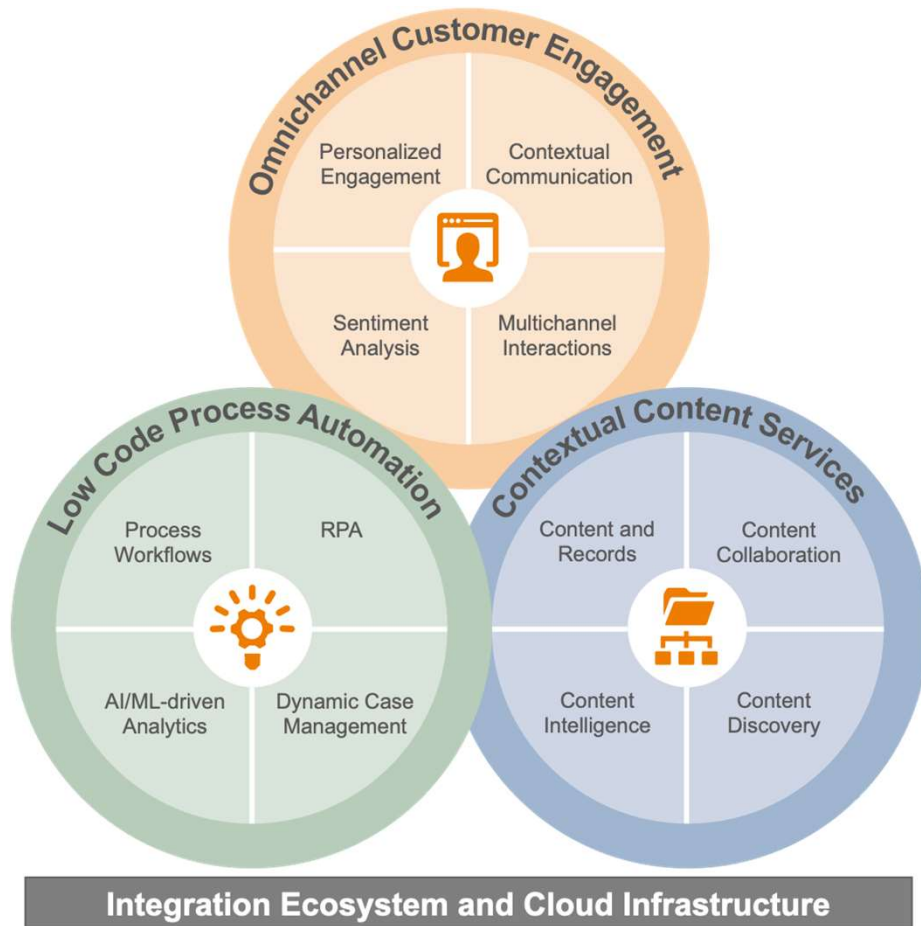 Omnichannel Customer Engagement
Personalized
Engagement
Contextual
Communication
Sentiment
Analysis
Multichannel
Interactions
Low Code Process Automation
Process
Workflows
RPA
AI/ML-driven
Analytics
Dynamic Case
Management
Contextual Content Services
Content and
Records
Content
Collaboration
Content
Intelligence
Content
Discovery
Integration Ecosystem and Cloud Infrastructure